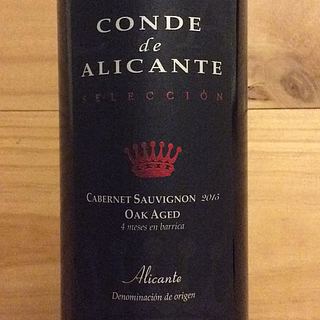 CONDE
de
ALICANTE
SELECCIÓN
CABERNET SAUVIGNON 2015
OAK AGED
4 meses en barrica
Alicante
Denominación de origen